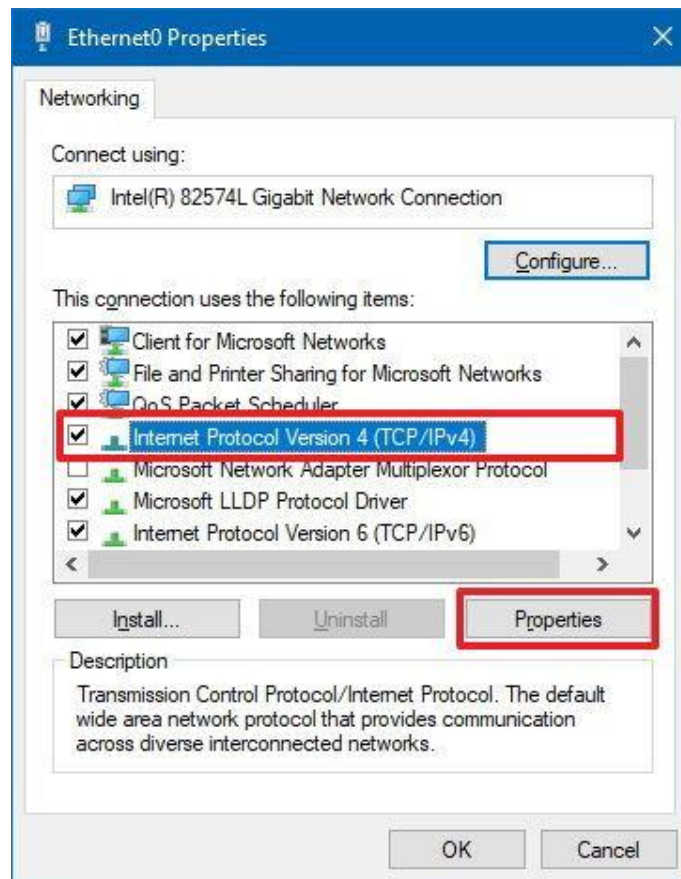 Ethernet0 Properties
Networking
Connect using:
Intel(R) 82574L Gigabit Network Connection
Configure...
This connection uses the following items:
Client for Microsoft Networks
File and Printer Sharing for Microsoft Networks
QoS Packet Scheduler
Internet Protocol Version 4 (TCP/IPv4)
Microsoft Network Adapter Multiplexor Protocol
Microsoft LLDP Protocol Driver
Internet Protocol Version 6 (TCP/IPv6)
Install...
Uninstall
Properties
Description
Transmission Control Protocol/Internet Protocol. The default
wide area network protocol that provides communication
across diverse interconnected networks.
OK
Cancel